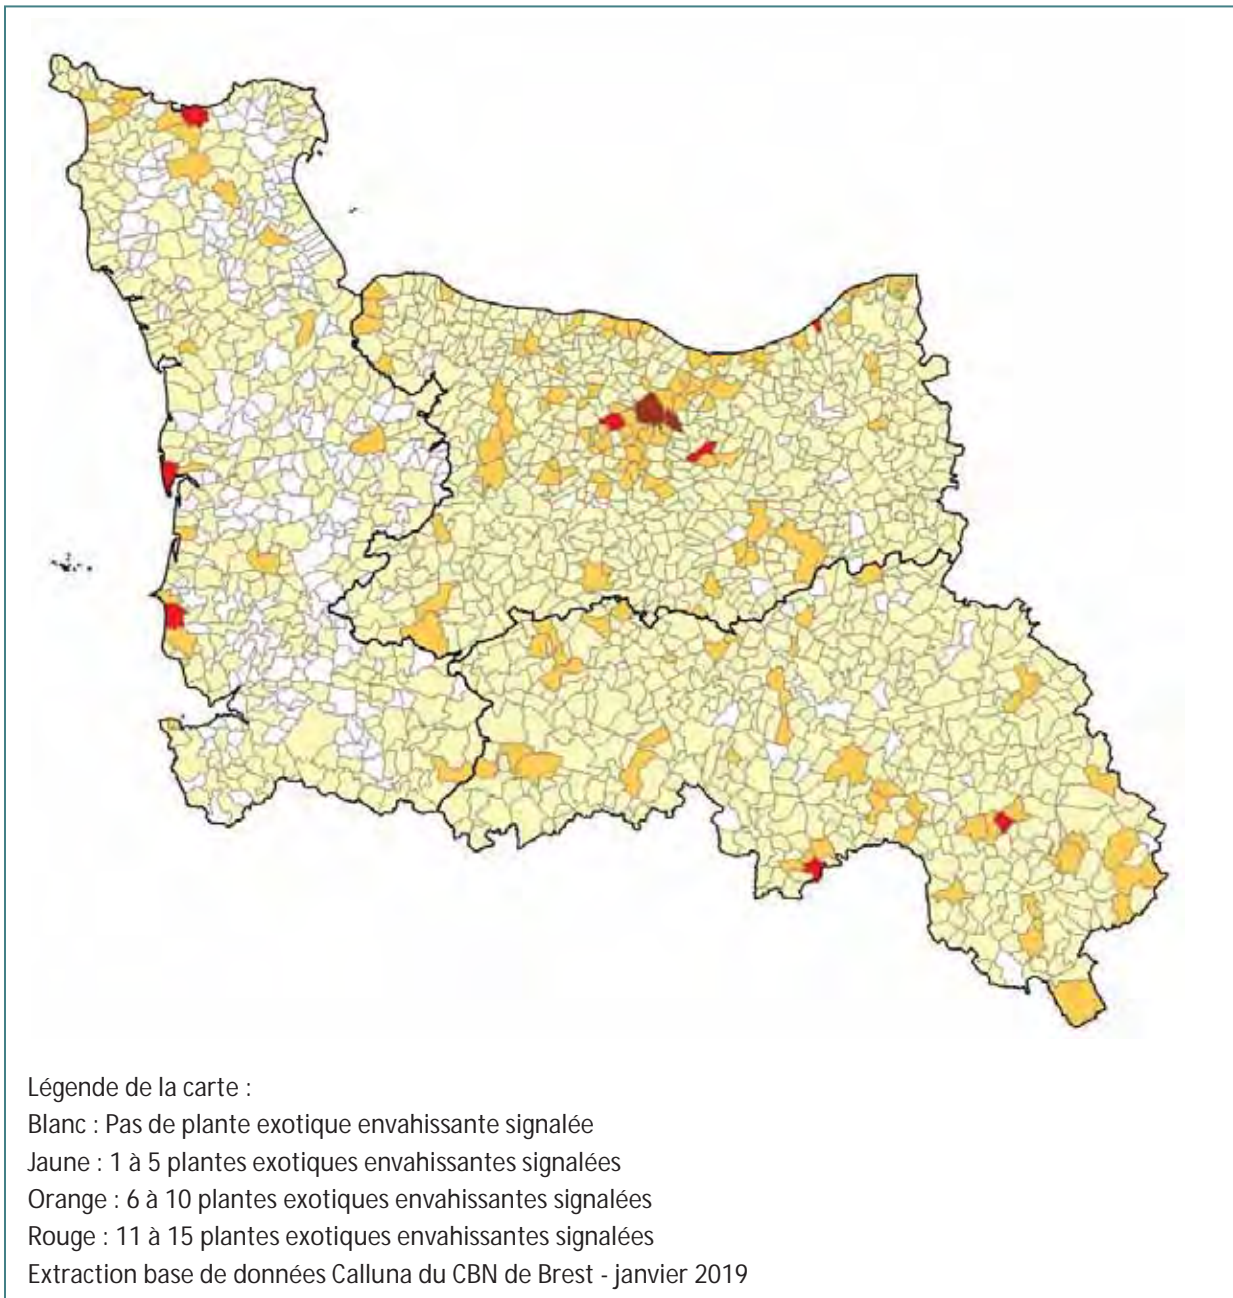 Légende de la carte :
Blanc : Pas de plante exotique envahissante signalée
Jaune : 1 à 5 plantes exotiques envahissantes signalées
Orange : 6 à 10 plantes exotiques envahissantes signalées
Rouge : 11 à 15 plantes exotiques envahissantes signalées
Extraction base de données Calluna du CBN de Brest - janvier 2019